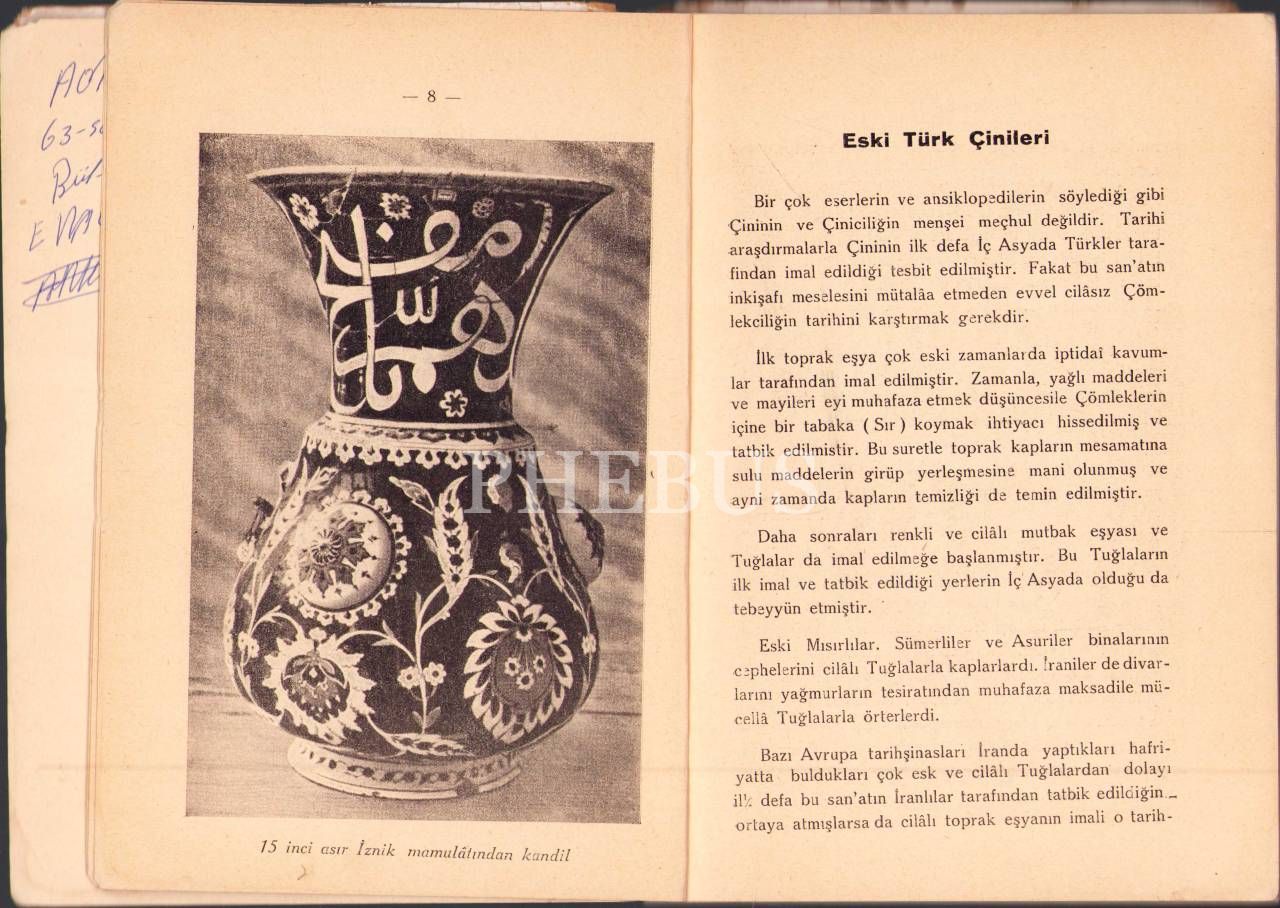 63-
E
— 8 —
15 inci asır İznik mamulâtından kandil
PHEBUS
Eski Türk Çinileri
Bir çok eserlerin ve ansiklopedilerin söylediği gibi
Çininin ve Çiniciliğin menşei meçhul değildir. Tarihi
araşdırmalarla Çininin ilk defa İç Asyada Türkler tara-
fından imal edildiği tesbit edilmiştir. Fakat bu san'atın
inkişafı meselesini mütalâa etmeden evvel cilâsız Çöm-
lekciliğin tarihini karştırmak gerekdir.
İlk toprak eşya çok eski zamanlarda iptidaî kavum-
lar tarafından imal edilmiştir. Zamanla, yağlı maddeleri
ve mayileri eyi muhafaza etmek düşüncesile Çömleklerin
içine bir tabaka ( Sır ) koymak ihtiyacı hissedilmiş ve
tatbik edilmistir. Bu suretle toprak kapların mesamatına
sulu maddelerin girüp yerleşmesine mani olunmuş ve
ayni zamanda kapların temizliği de temin edilmiştir.
Daha sonraları renkli ve cilâlı mutbak eşyası ve
Tuğlalar da imal edilmeğe başlanmıştır. Bu Tuğlaların
ilk imal ve tatbik edildiği yerlerin İç Asyada olduğu da
tebeyyün etmiştir.
Eski Mısırlılar, Sümerliler ve Asuriler binalarının
cephelerini cilâlı Tuğlalarla kaplarlardı. İraniler de divar-
larını yağmurların tesiratından muhafaza maksadile mü-
cellâ Tuğlalarla örterlerdi.
Bazı Avrupa tarihşinasları İranda yaptıkları hafri-
yatta buldukları çok esk ve cilâlı Tuğlalardan dolayı
ilk defa bu san'atın İranlılar tarafından tatbik edildiğin
ortaya atmışlarsa da cilâlı toprak eşyanın imali o tarih-